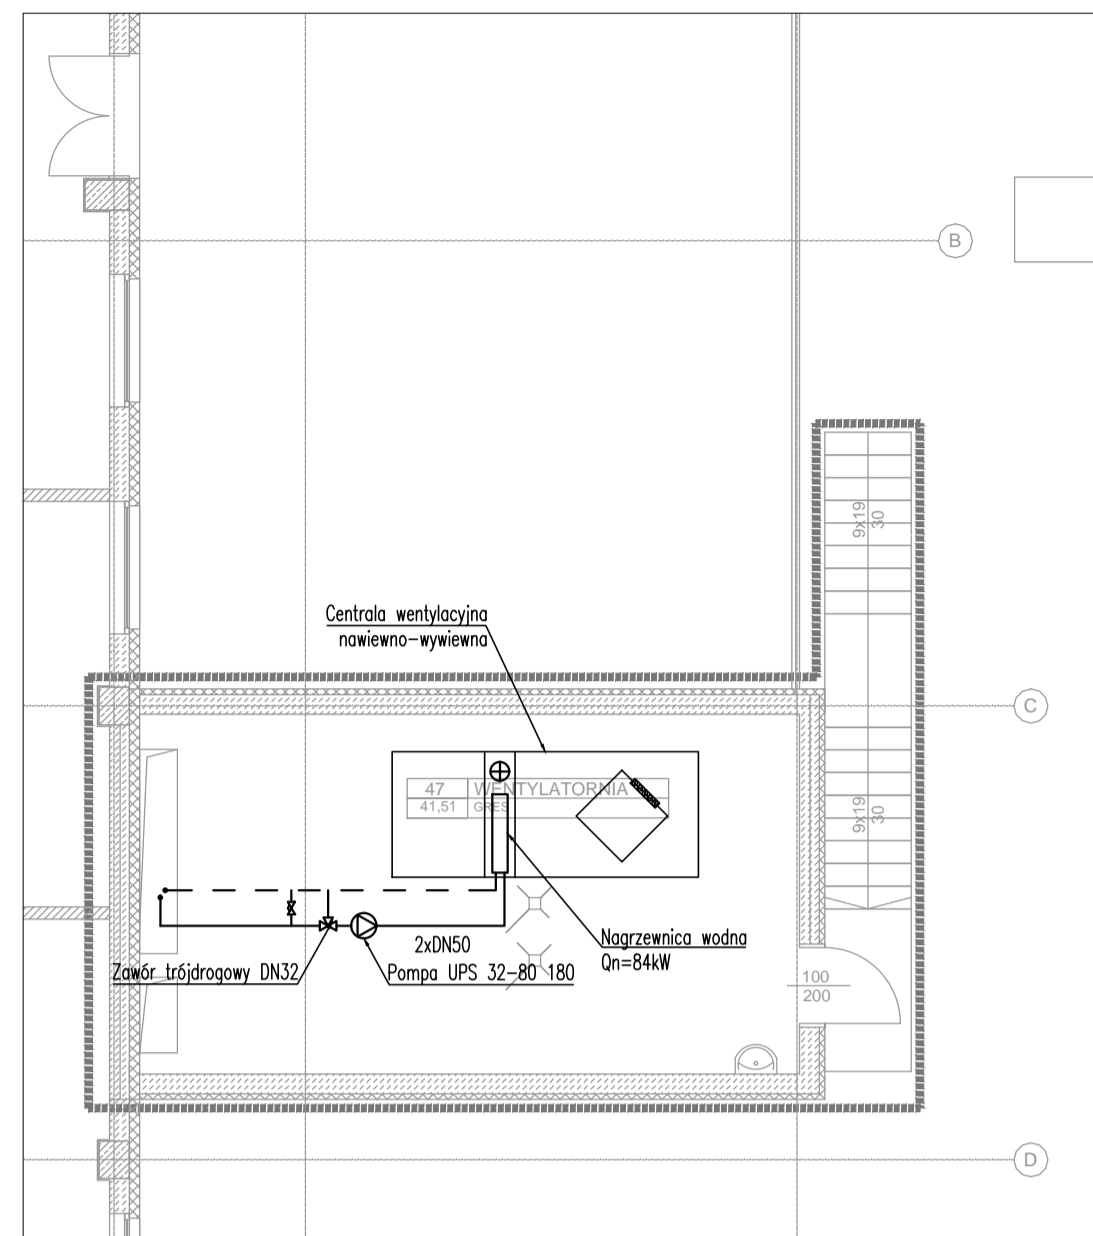 B
9x19
30
Centrala wentylacyjna
nawiewno-wywiewna
C
47 WENTYLATORNIA
41,51 GRES
9x19
30
2xDN50
Nagrzewnica wodna
Qn=84kW
Zawór trójdrogowy DN32
Pompa UPS 32-80 180
100
200
D